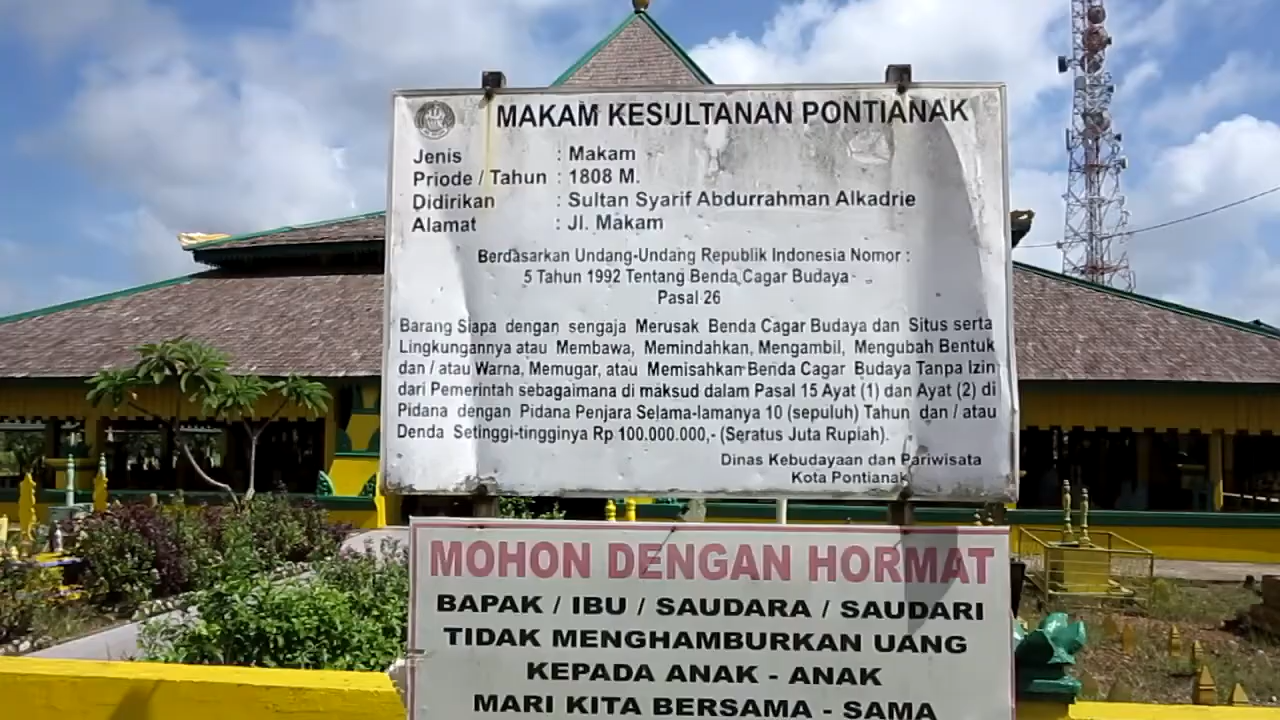 MAKAM KESULTANAN PONTIANAK
Jenis : Makam
Priode / Tahun : 1808 M.
Didirikan : Sultan Syarif Abdurrahman Alkadrie
Alamat : Jl. Makam
Berdasarkan Undang-Undang Republik Indonesia Nomor :
5 Tahun 1992 Tentang Benda Cagar Budaya
Pasal 26
Barang Siapa dengan sengaja Merusak Benda Cagar Budaya dan Situs serta
Lingkungannya atau Membawa, Memindahkan, Mengambil, Mengubah Bentuk
dan / atau Warna, Memugar, atau Memisahkan Benda Cagar Budaya Tanpa Izin
dari Pemerintah sebagaimana di maksud dalam Pasal 15 Ayat (1) dan Ayat (2) di
Pidana dengan Pidana Penjara Selama-lamanya 10 (sepuluh) Tahun dan / atau
Denda Setinggi-tingginya Rp 100.000.000,- (Seratus Juta Rupiah).
Dinas Kebudayaan dan Pariwisata
Kota Pontianak
MOHON DENGAN HORMAT
BAPAK / IBU / SAUDARA / SAUDARI
TIDAK MENGHAMBURKAN UANG
KEPADA ANAK - ANAK
MARI KITA BERSAMA - SAMA